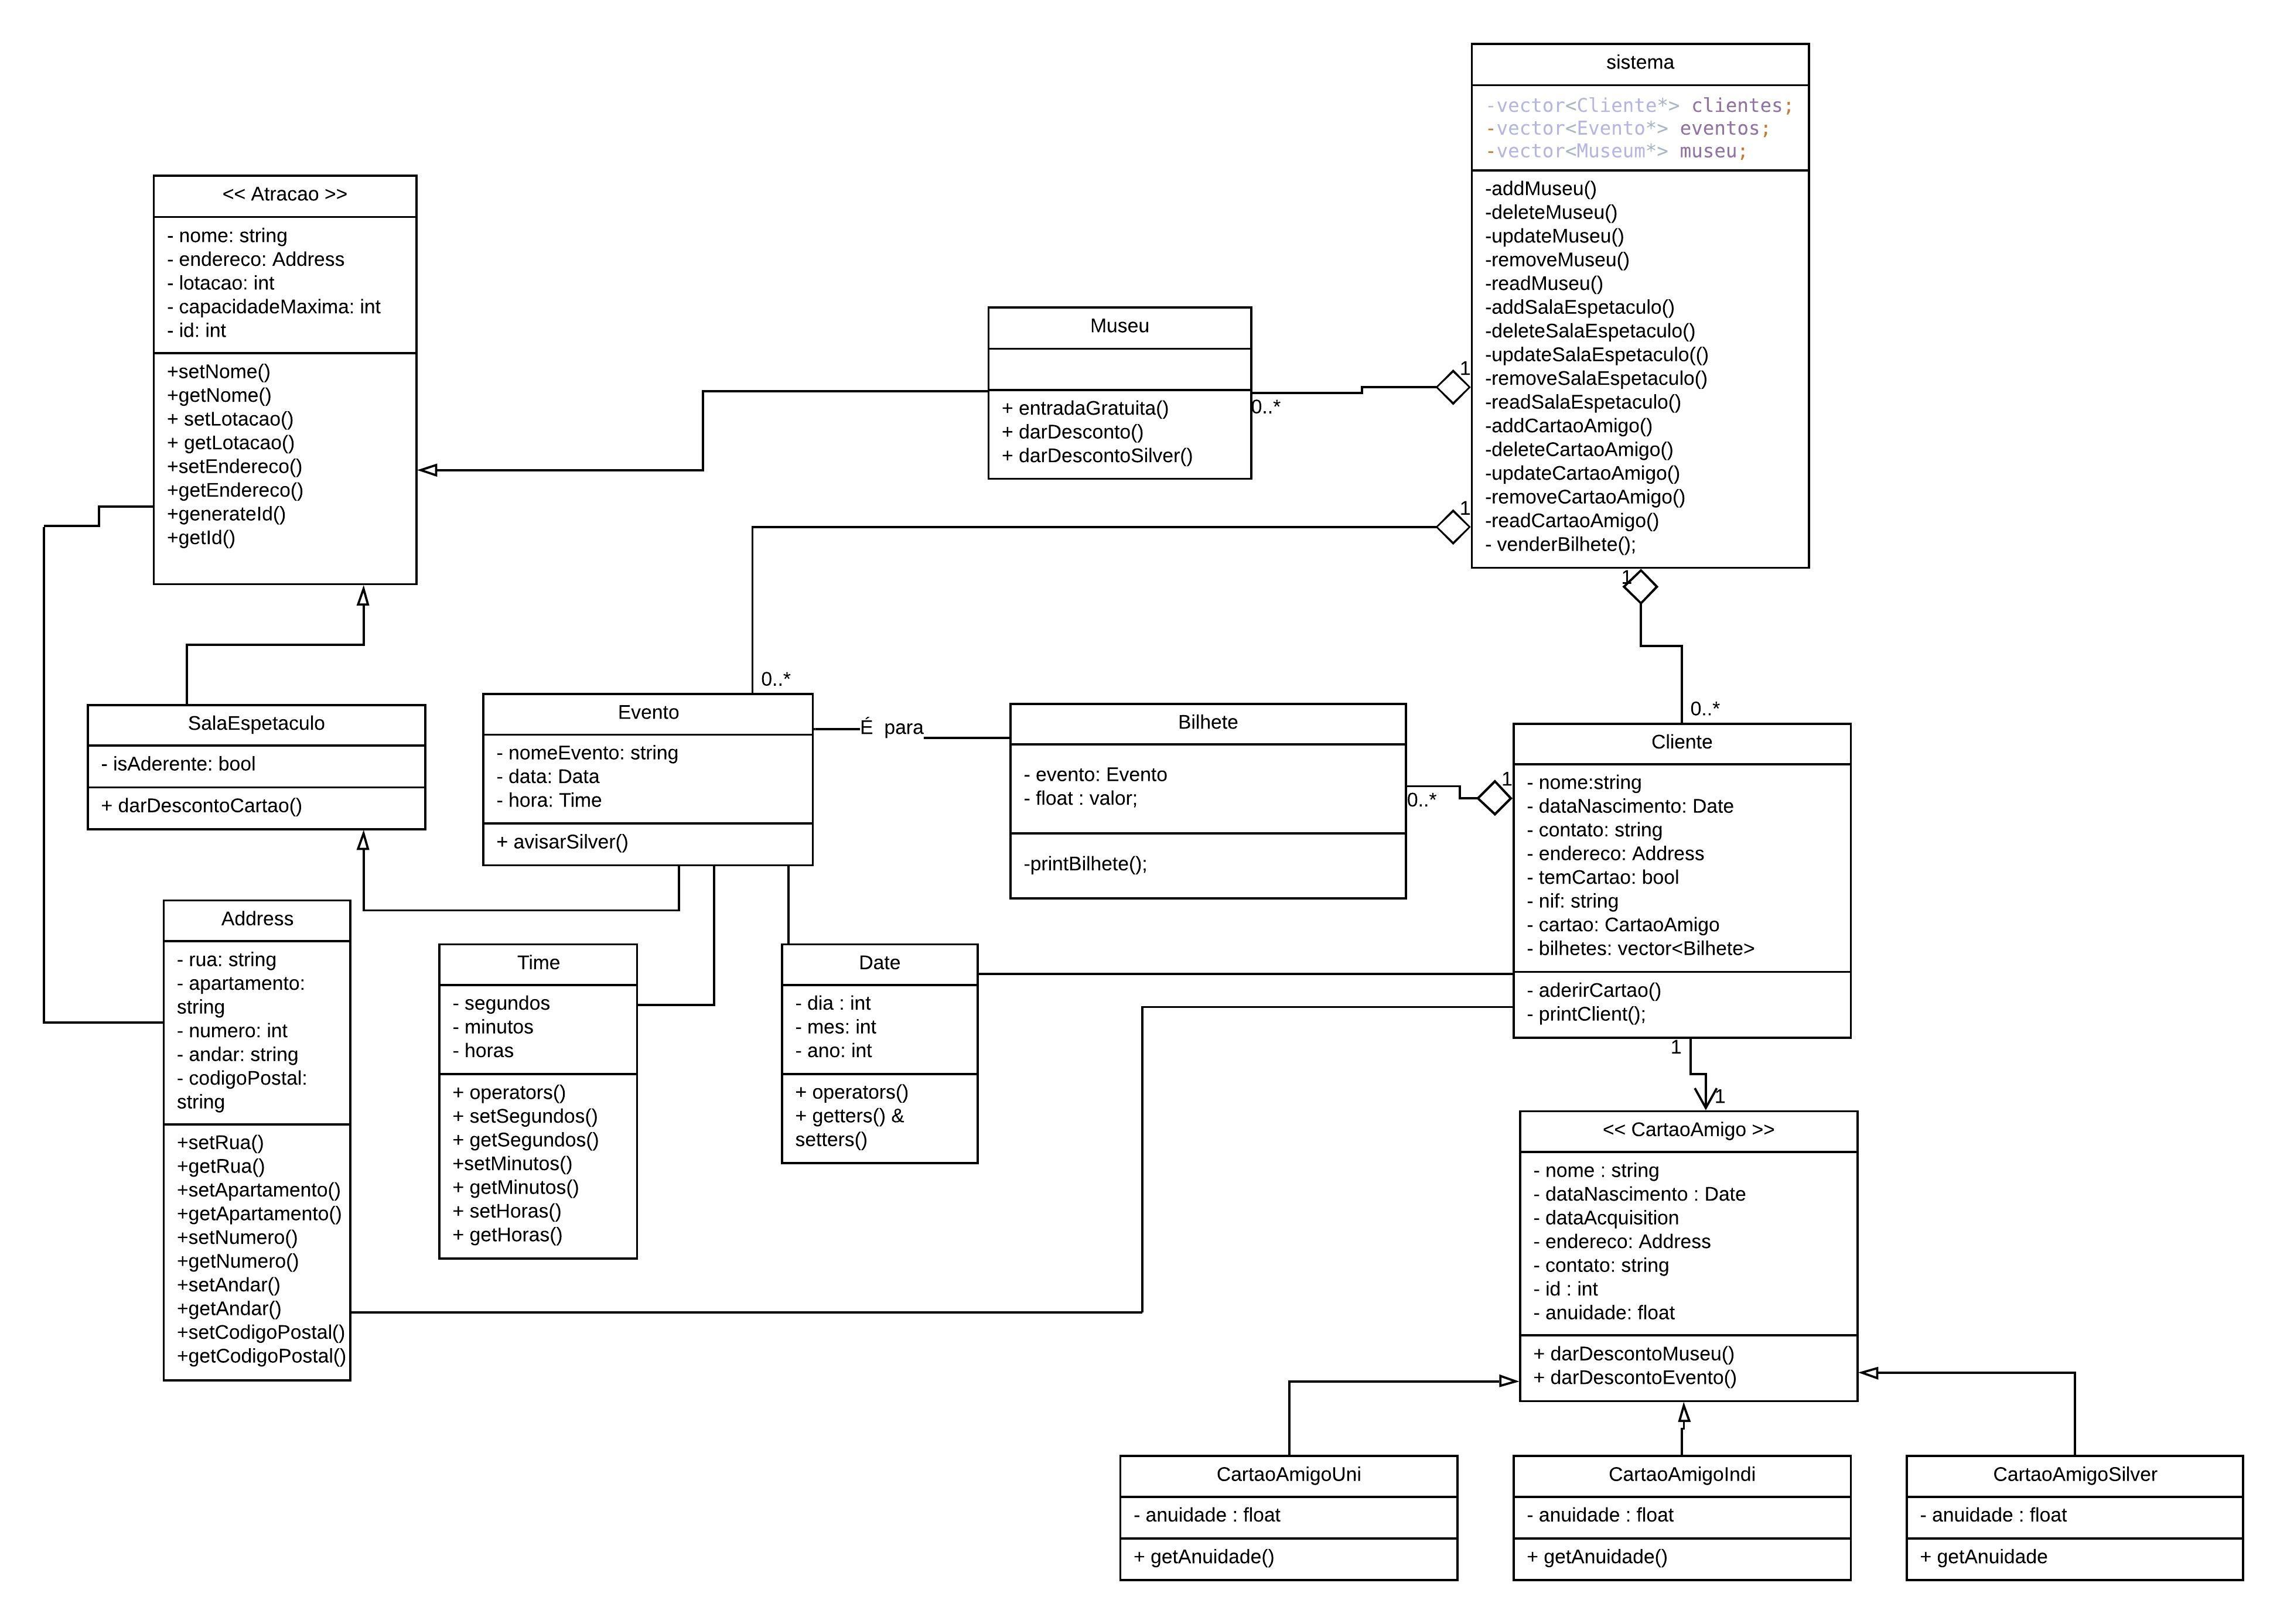 sistema
-vector<Cliente*> clientes;
-vector<Evento*> eventos;
-vector<Museum*> museu;
-addMuseu()
-deleteMuseu()
-updateMuseu()
-removeMuseu()
-readMuseu()
-addSalaEspetaculo()
-deleteSalaEspetaculo()
-updateSalaEspetaculo(()
-removeSalaEspetaculo()
-readSalaEspetaculo()
-addCartaoAmigo()
-deleteCartaoAmigo()
-updateCartaoAmigo()
-removeCartaoAmigo()
-readCartaoAmigo()
- venderBilhete();
<< Atracao >>
- nome: string
- endereco: Address
- lotacao: int
- capacidadeMaxima: int
- id: int
+setNome()
+getNome()
+ setLotacao()
+ getLotacao()
+setEndereco()
+getEndereco()
+generateId()
+getId()
Museu
+ entradaGratuita()
+ darDesconto()
+ darDescontoSilver()
1
0..*
1
1
0..*
0..*
SalaEspetaculo
- isAderente: bool
+ darDescontoCartao()
Evento
- nomeEvento: string
- data: Data
- hora: Time
+ avisarSilver()
É para
Bilhete
- evento: Evento
- float : valor;
-printBilhete();
0..*
1
Cliente
- nome:string
- dataNascimento: Date
- contato: string
- endereco: Address
- temCartao: bool
- nif: string
- cartao: CartaoAmigo
- bilhetes: vector<Bilhete>
- aderirCartao()
- printClient();
Address
- rua: string
- apartamento:
string
- numero: int
- andar: string
- codigoPostal:
string
+setRua()
+getRua()
+setApartamento()
+getApartamento()
+setNumero()
+getNumero()
+setAndar()
+getAndar()
+setCodigoPostal()
+getCodigoPostal()
Time
- segundos
- minutos
- horas
+ operators()
+ setSegundos()
+ getSegundos()
+setMinutos()
+ getMinutos()
+ setHoras()
+ getHoras()
Date
- dia : int
- mes: int
- ano: int
+ operators()
+ getters() &
setters()
1
1
<< CartaoAmigo >>
- nome : string
- dataNascimento : Date
- dataAcquisition
- endereco: Address
- contato: string
- id : int
- anuidade: float
+ darDescontoMuseu()
+ darDescontoEvento()
CartaoAmigoUni
- anuidade : float
+ getAnuidade()
CartaoAmigoIndi
- anuidade : float
+ getAnuidade()
CartaoAmigoSilver
- anuidade : float
+ getAnuidade